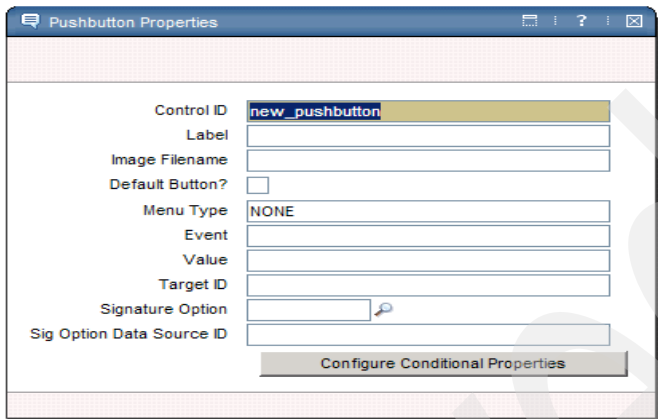 Pushbutton Properties ?
Control ID new_pushbutton
Label
Image Filename
Default Button?
Menu Type NONE
Event
Value
Target ID
Signature Option
Sig Option Data Source ID
Configure Conditional Properties